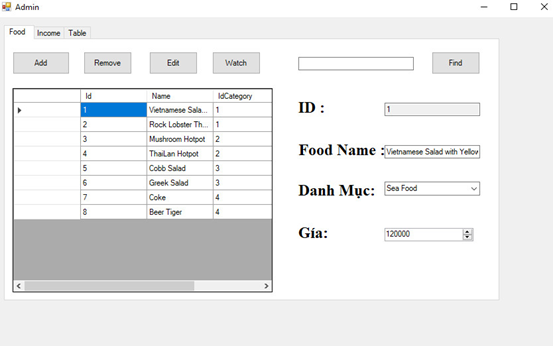 Admin
Food Income Table
Add Remove Edit Watch Find
Id Name IdCategory
1 Vietnamese Sala... 1
2 Rock Lobster Th... 1
3 Mushroom Hotpot 2
4 ThaiLan Hotpot 2
5 Cobb Salad 3
6 Greek Salad 3
7 Coke 4
8 Beer Tiger 4
ID : 1
Food Name : Vietnamese Salad with Yellow
Danh Mục: Sea Food
Gía: 120000